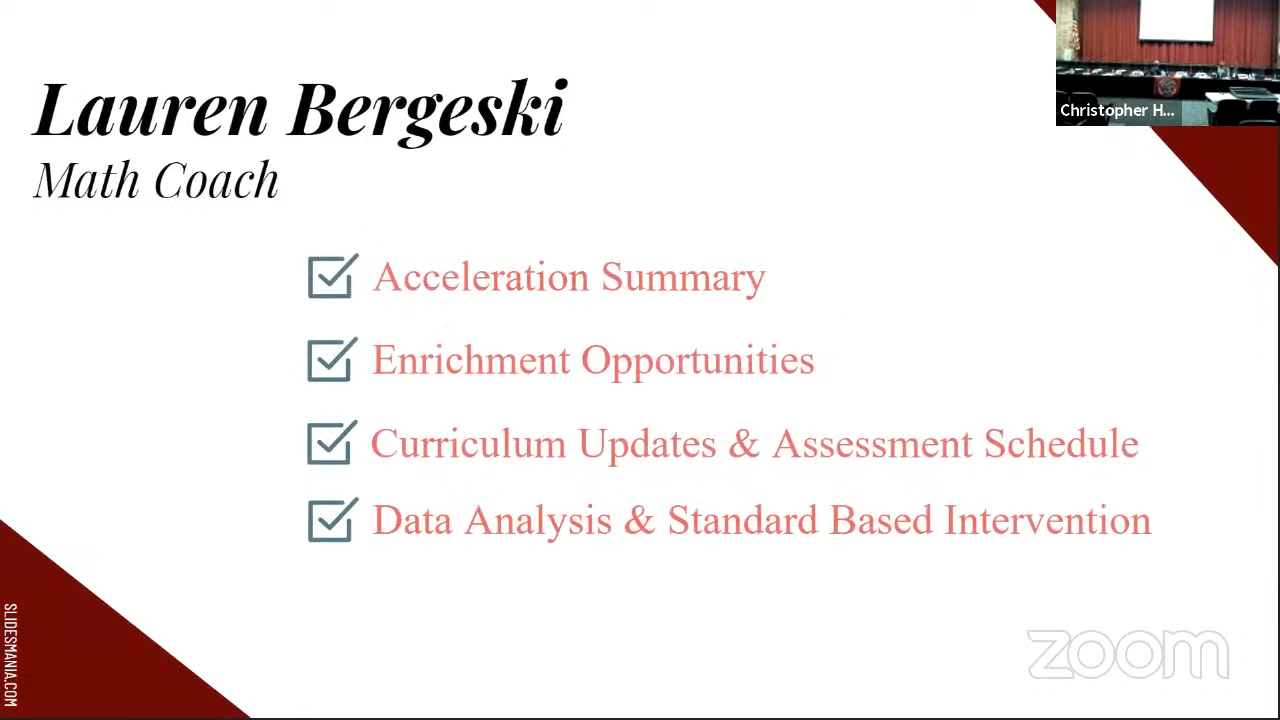 Lauren Bergeski
Math Coach
Christopher H...
Acceleration Summary
Enrichment Opportunities
Curriculum Updates & Assessment Schedule
Data Analysis & Standard Based Intervention
SLIDESMANIA.COM
zoom